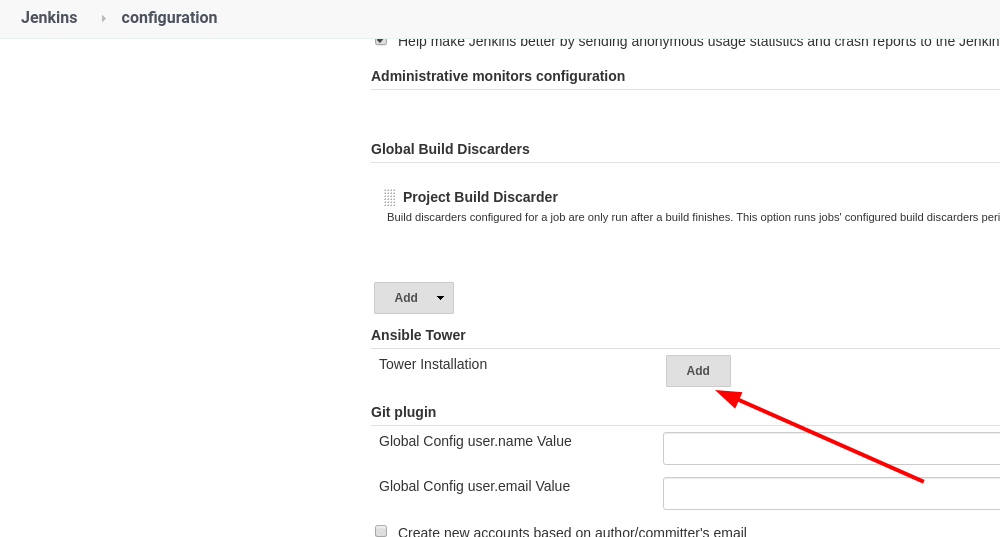 Jenkins configuration
Help make Jenkins better by sending anonymous usage statistics and crash reports to the
Administrative monitors configuration
Global Build Discarders
Project Build Discarder
Build discarders configured for a job are only run after a build finishes. This option runs jobs' configured build discarders
Add
Ansible Tower
Tower Installation Add
Git plugin
Global Config user.name Value
Global Config user.email Value
Create new accounts based on author/committer's email